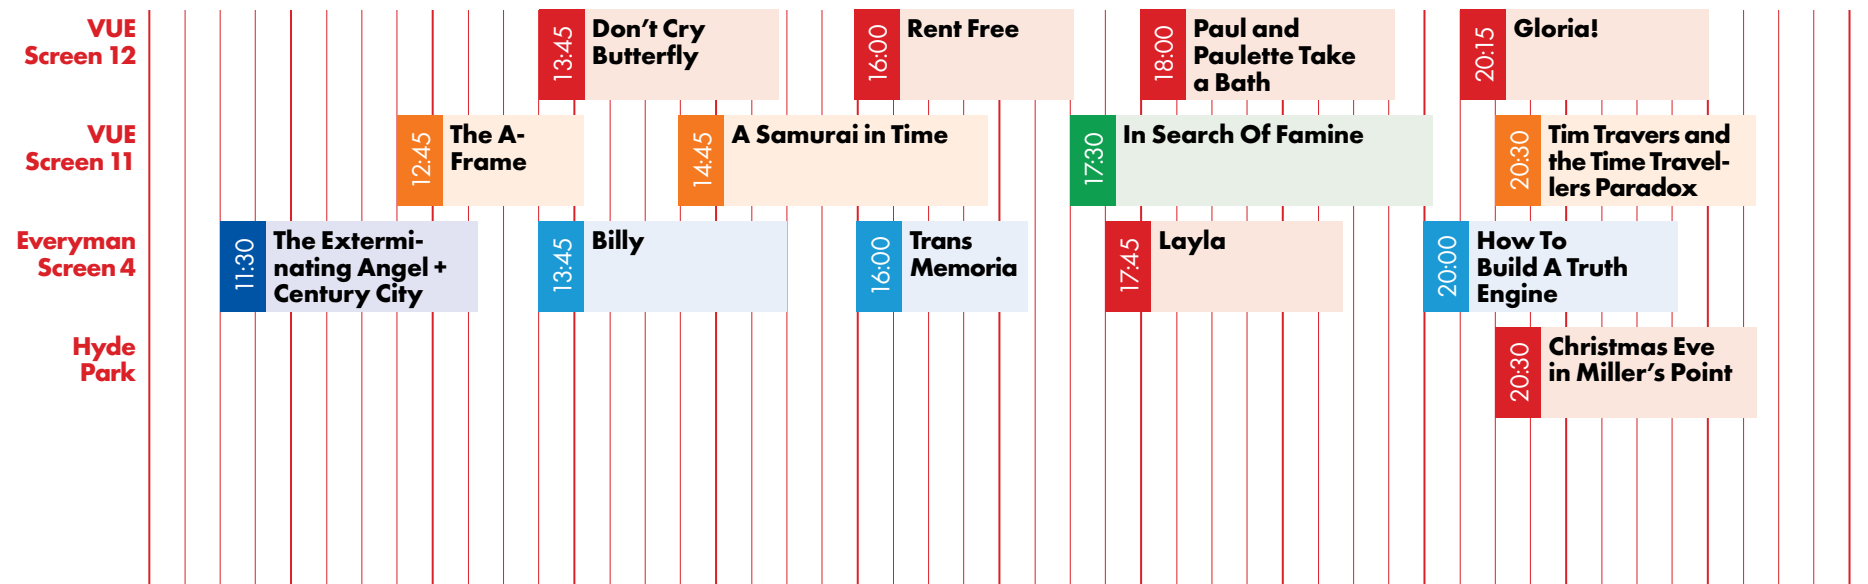 VUE
Screen 12
13:45
Don’t Cry
Butterfly
16:00
Rent Free
18:00
Paul and
Paulette Take
a Bath
20:15
Gloria!
VUE
Screen 11
12:45
The A-
Frame
14:45
A Samurai in Time
17:30
In Search Of Famine
20:30
Tim Travers and
the Time Travel-
lers Paradox
Everyman
Screen 4
11:30
The Extermi-
nating Angel +
Century City
13:45
Billy
16:00
Trans
Memoria
17:45
Layla
20:00
How To
Build A Truth
Engine
Hyde
Park
20:30
Christmas Eve
in Miller’s Point